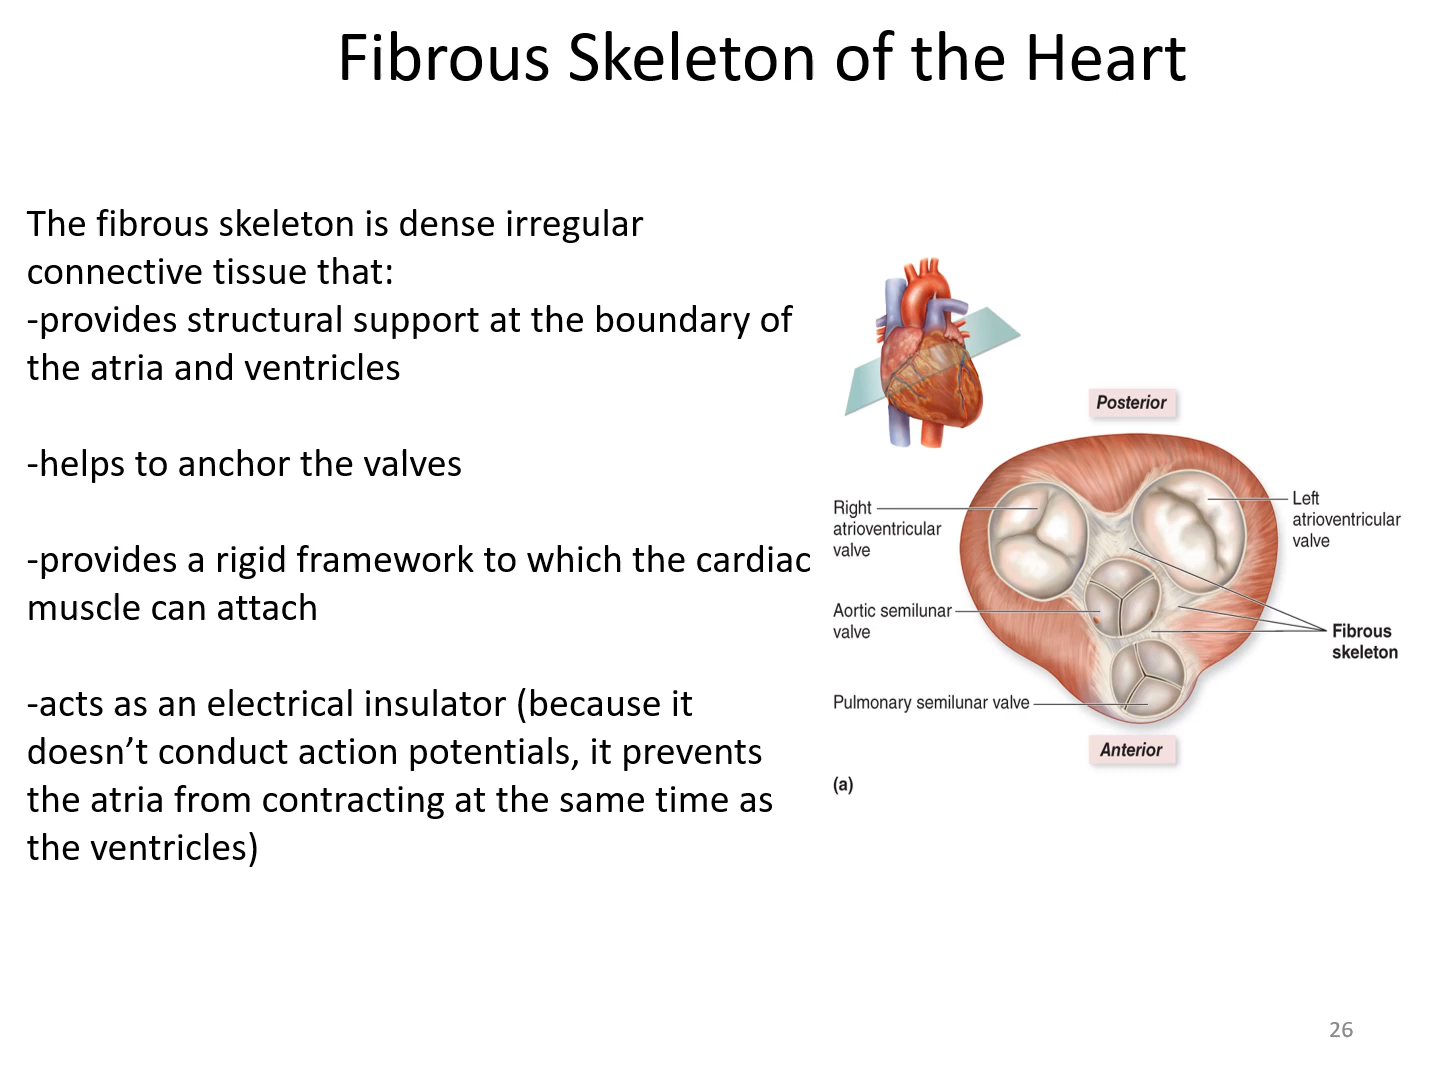 Fibrous Skeleton of the Heart
The fibrous skeleton is dense irregular
connective tissue that:
-provides structural support at the boundary of
the atria and ventricles
-helps to anchor the valves
-provides a rigid framework to which the cardiac
muscle can attach
-acts as an electrical insulator (because it
doesn’t conduct action potentials, it prevents
the atria from contracting at the same time as
the ventricles)
Posterior
Right
atrioventricular
valve
Left
atrioventricular
valve
Aortic semilunar
valve
Fibrous
skeleton
Pulmonary semilunar valve
Anterior
(a)
26